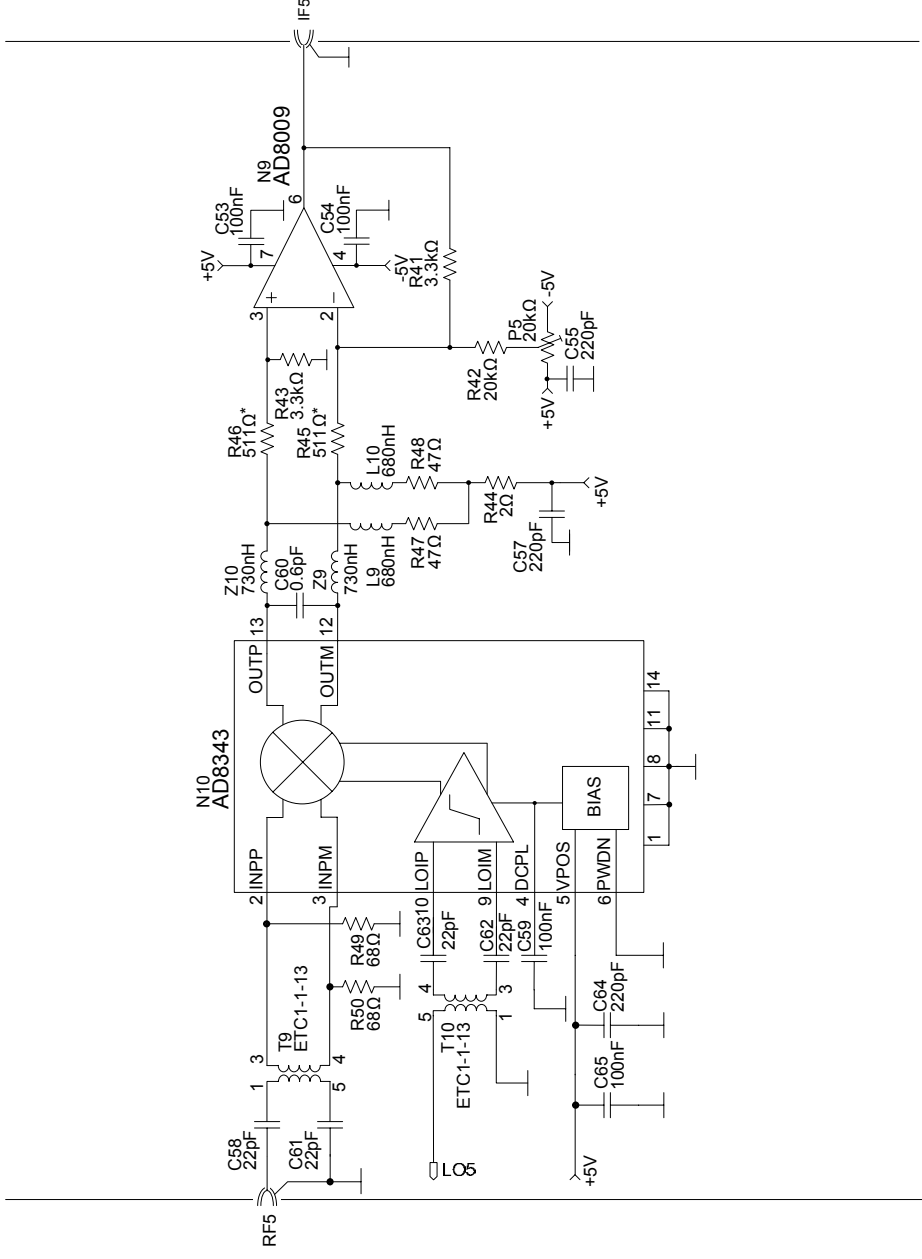 RF5
C58
22pF
C61
22pF
1
5
3
4
T9
ETC1-1-13
R49
68Ω
R50
68Ω
LO5
5
1
4
3
T10
ETC1-1-13
C63
22pF
C62
22pF
C59
100nF
C64
220pF
C65
100nF
+5V
N10
AD8343
2 INPP
3 INPM
10 LOIP
9 LOIM
4 DCPL
5 VPOS
6 PWDN
BIAS
1
7
8
11
14
OUTP 13
OUTM 12
Z10
730nH
C60
0.6pF
Z9
730nH
L9
680nH
L10
680nH
R47
47Ω
R48
47Ω
R44
2Ω
C57
220pF
+5V
R46
511Ω*
R45
511Ω*
R43
3.3kΩ
R42
20kΩ
P5
20kΩ
+5V
-5V
C55
220pF
R41
3.3kΩ
N9
AD8009
3
2
+
−
7
4
6
+5V
-5V
C53
100nF
C54
100nF
IF5